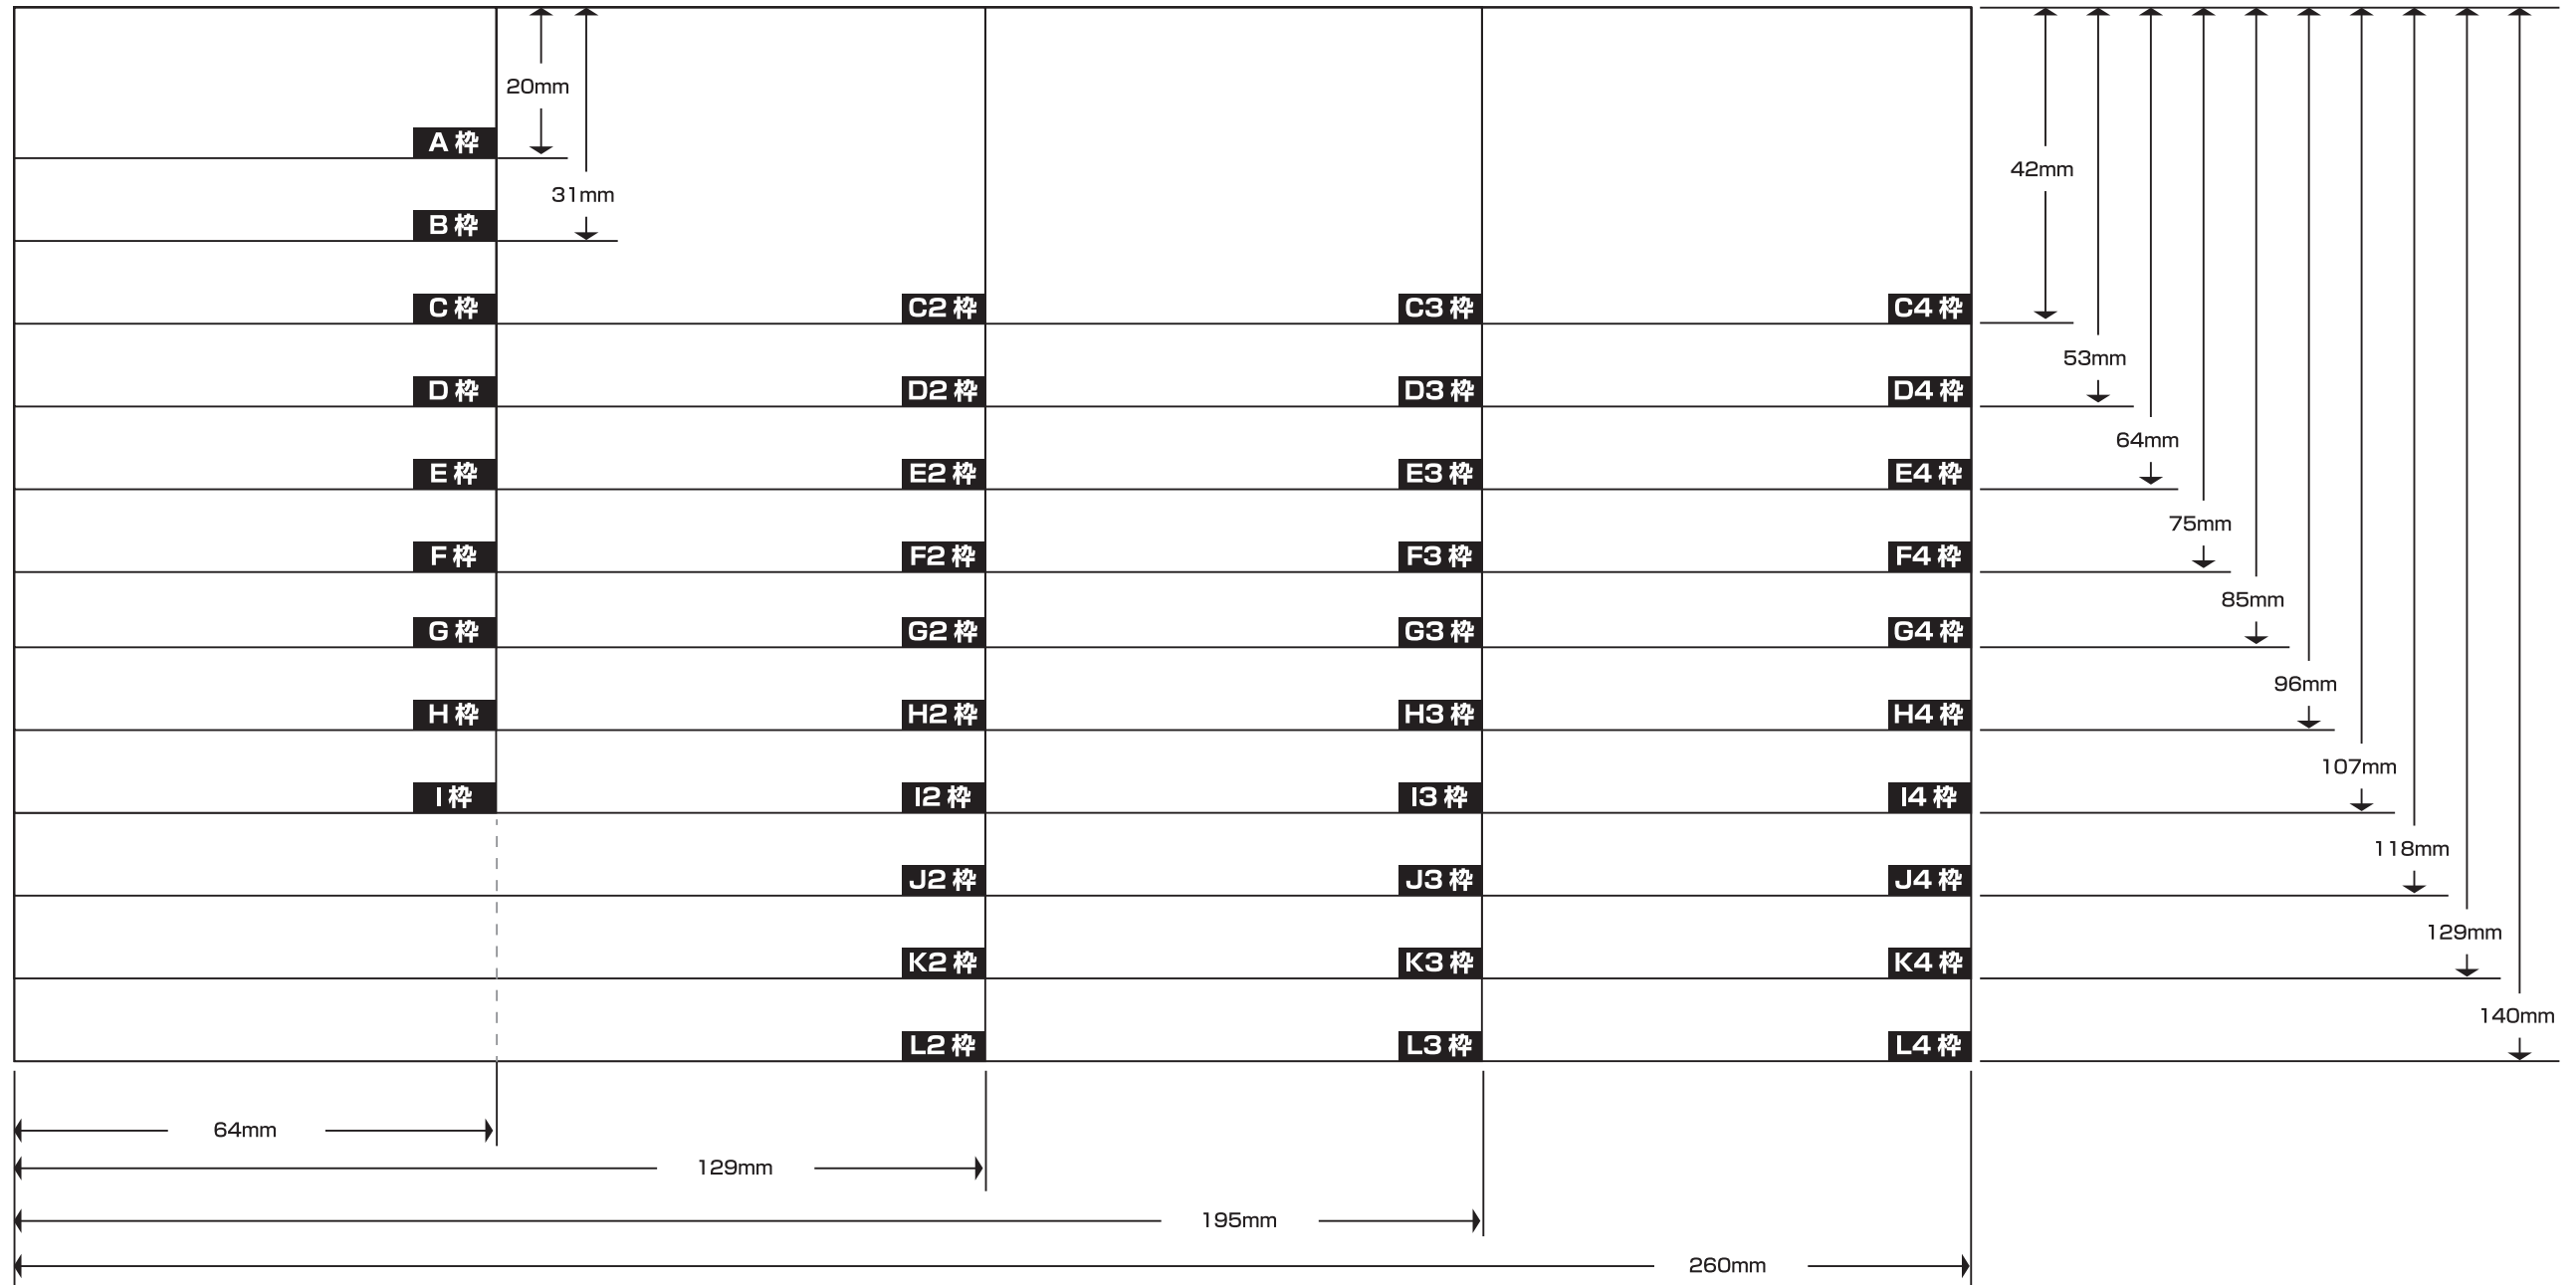 20mm
A 枠
42mm
31mm
B 枠
C 枠 C2 枠 C3 枠 C4 枠
53mm
D 枠 D2 枠 D3 枠 D4 枠
64mm
E 枠 E2 枠 E3 枠 E4 枠
75mm
F 枠 F2 枠 F3 枠 F4 枠
85mm
G 枠 G2 枠 G3 枠 G4 枠
96mm
H 枠 H2 枠 H3 枠 H4 枠
107mm
I 枠 I2 枠 I3 枠 I4 枠
118mm
J2 枠 J3 枠 J4 枠
129mm
K2 枠 K3 枠 K4 枠
140mm
L2 枠 L3 枠 L4 枠
64mm
129mm
195mm
260mm